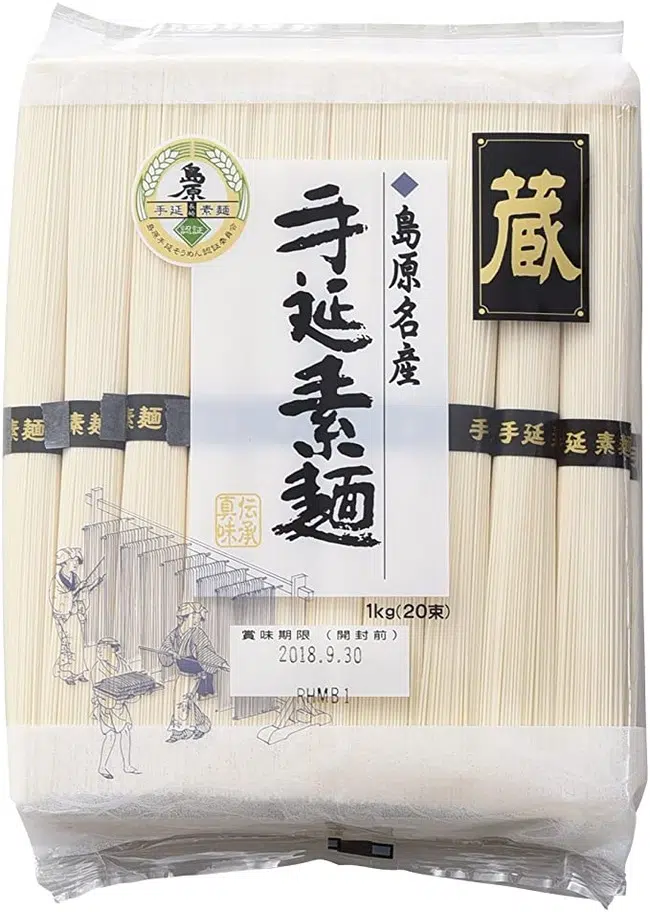 蔵
◆島原名産
手延素麺
伝承
真味
島原
長崎
手延 素麺
認証
島原手延そうめん認証委員会
素麺
素麺
素麺
手
手延
延 素麺
1kg(20束)
賞味期限 (開封前)
2018.9.30